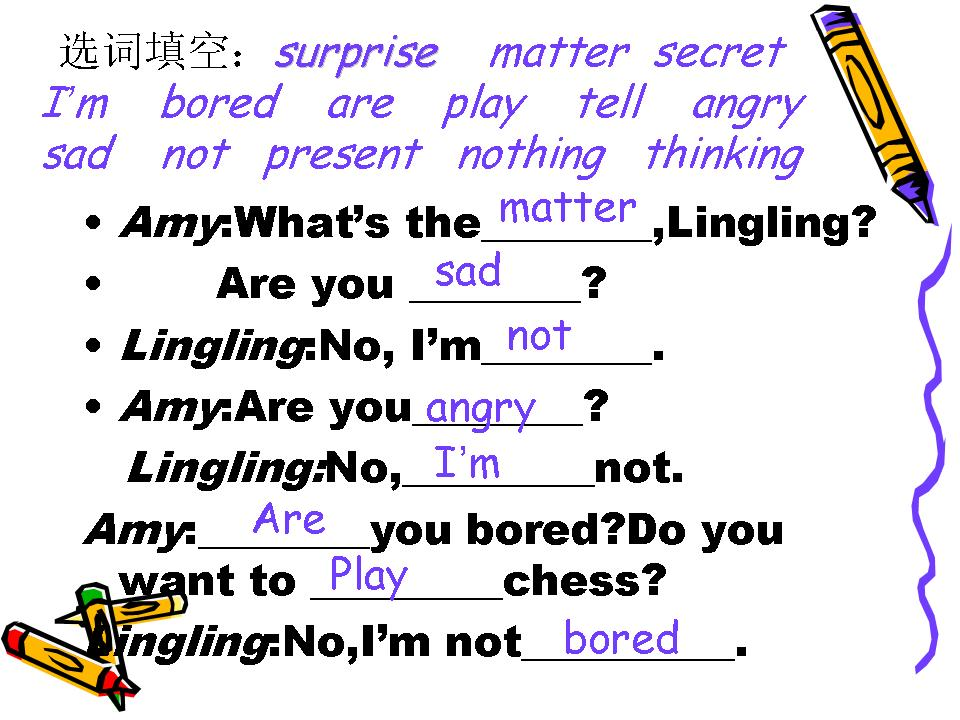 选词填空：surprise matter secret
I'm bored are play tell angry
sad not present nothing thinking
• Amy:What's the matter,Lingling?
• Are you sad?
• Lingling:No, I'm not.
• Amy:Are you angry?
Lingling:No, I'm not.
Amy: Are you bored?Do you
want to Play chess?
Lingling:No,I'm not bored.